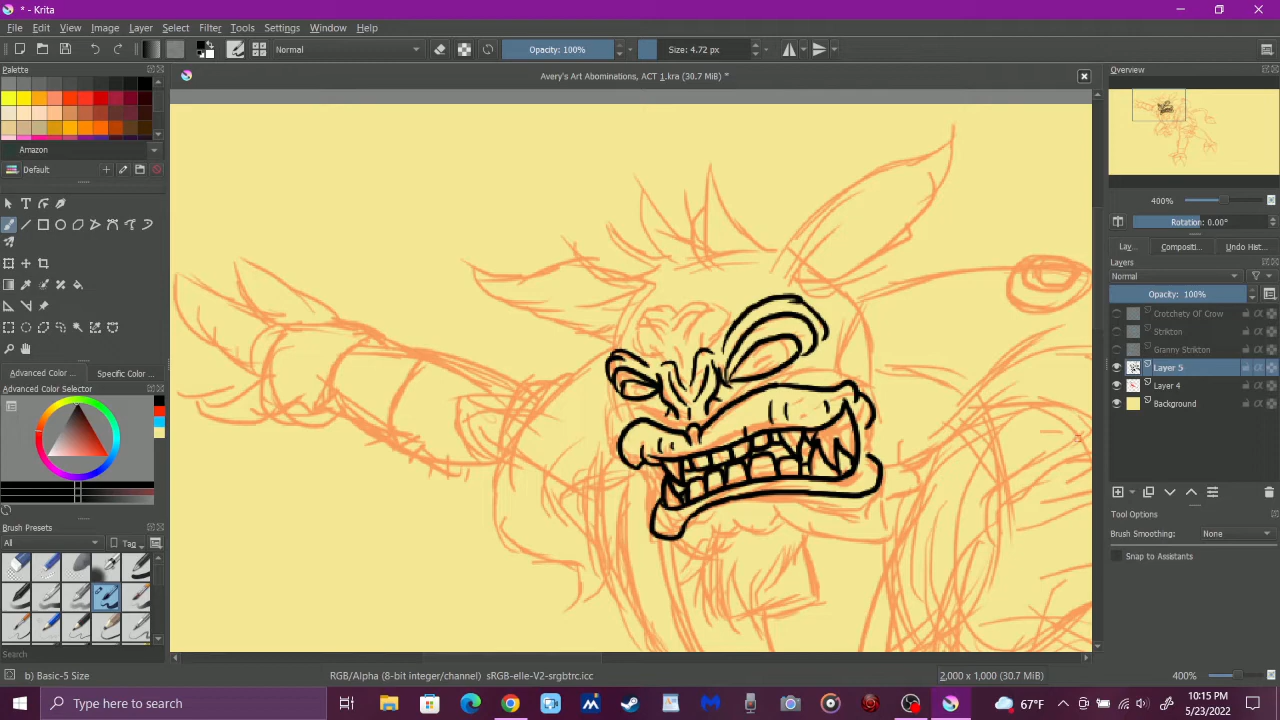 * - Krita
File Edit View Image Layer Select Filter Tools Settings Window Help
Normal Opacity: 100% Size: 4.72 px
Palette
Avery's Art Abominations, ACT 1.kra (30.7 MiB) *
Overview
Amazon
Default
400%
Rotation: 0.00°
Lay... Compositi... Undo Hist...
Layers
Normal
Opacity: 100%
Crotchety Ol' Crow
Strikton
Granny Strikton
Layer 5
Layer 4
Background
Advanced Color ... Specific Color ...
Advanced Color Selector
Tool Options
Brush Smoothing: None
Snap to Assistants
Brush Presets
All Tag
Search
b) Basic-5 Size RGB/Alpha (8-bit integer/channel) sRGB-elle-V2-srgbtrc.icc 2,000 x 1,000 (30.7 MiB) 400%
Type here to search 67°F 10:15 PM
5/23/2022